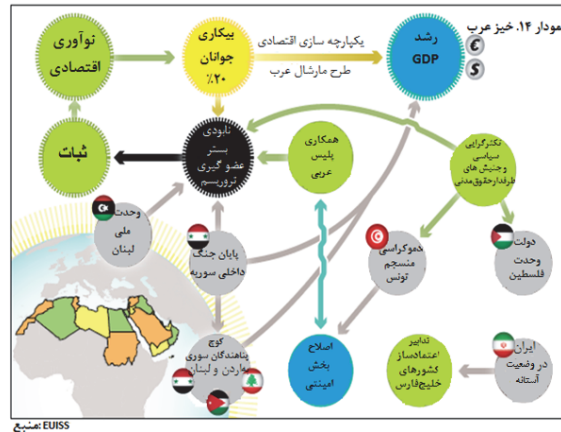 نمودار ۱۴. خیز عرب
نوآوری
اقتصادی
بیکاری
جوانان
۲۰٪
یکپارچه سازی اقتصادی
طرح مارشال عرب
رشد
GDP
€
$
ثبات
نابودی
بستر
عضو گیری
تروریسم
همکاری
پلیس
عربی
تکثرگرایی
سیاسی
وجنبش های
طرفدارحقوق‌مدنی
وحدت
ملی
لبنان
پایان جنگ
داخلی سوریه
دموکراسی
منسجم
تونس
دولت
وحدت
فلسطین
کوچ
پناهندگان سوری
بهاردن و لبنان
اصلاح
بخش
امینتی
تدابیر
اعتمادساز
کشورهای
خلیج‌فارس
ایران
در وضعیت
آستانه
منبع: EUISS